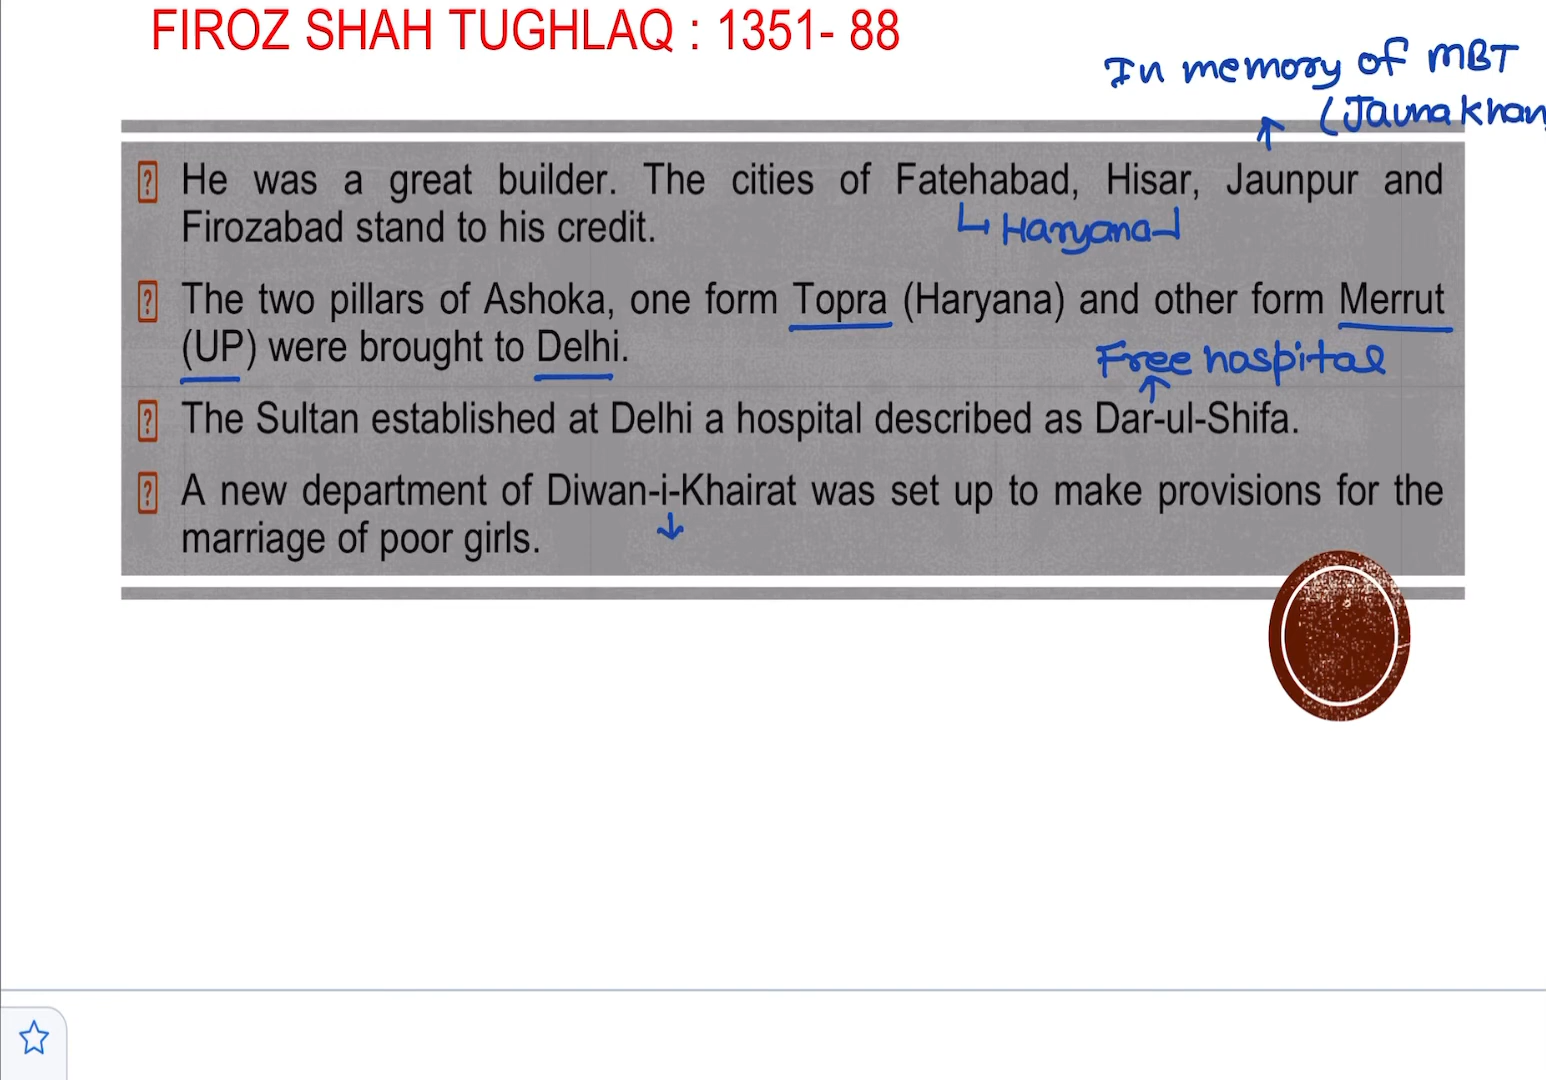 FIROZ SHAH TUGHLAQ : 1351- 88
In memory of MBT
(Jauna khan
He was a great builder. The cities of Fatehabad, Hisar, Jaunpur and
Firozabad stand to his credit.
Haryana
The two pillars of Ashoka, one form Topra (Haryana) and other form Merrut
(UP) were brought to Delhi.
Free hospital
The Sultan established at Delhi a hospital described as Dar-ul-Shifa.
A new department of Diwan-i-Khairat was set up to make provisions for the
marriage of poor girls.